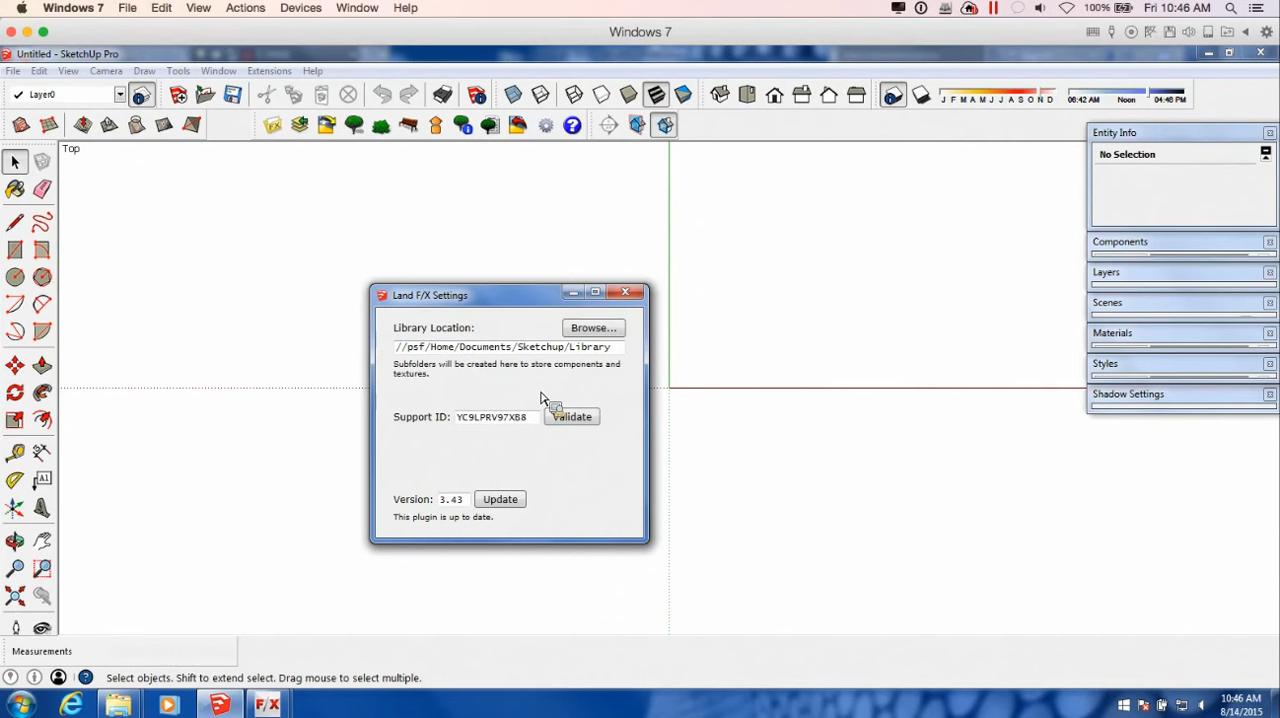 Windows 7 File Edit View Actions Devices Window Help 100% Fri 10:46 AM
Windows 7
Untitled - SketchUp Pro
File Edit View Camera Draw Tools Window Extensions Help
Layer0
J F M A M J J A S O N D 06:42 AM Noon 04:48 PM
Top
Entity Info
No Selection
Components
Layers
Scenes
Materials
Styles
Shadow Settings
Land F/X Settings
Library Location: Browse...
//psf/Home/Documents/Sketchup/Library
Subfolders will be created here to store components and
textures.
Support ID: YC9LPRV97XB8 Validate
Version: 3.43 Update
This plugin is up to date.
A1
Measurements
Select objects. Shift to extend select. Drag mouse to select multiple.
F/X
10:46 AM
8/14/2015